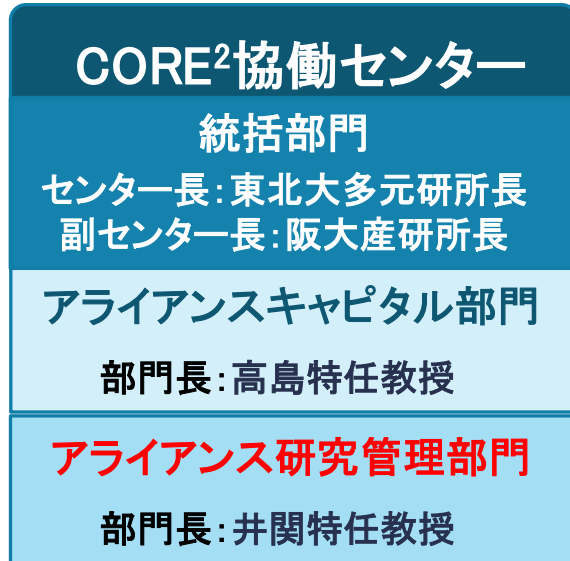 CORE²協働センター
統括部門
センター長:東北大多元研所長
副センター長:阪大産研所長
アライアンスキャピタル部門
部門長:高島特任教授
アライアンス研究管理部門
部門長:井関特任教授